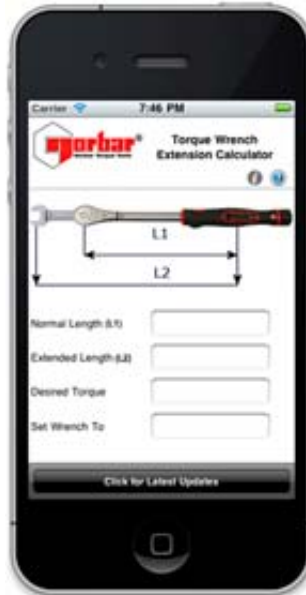 Carrier 7:46 PM
norbar®
Torque Wrench
Extension Calculator
L1
L2
Normal Length (L1)
Extended Length (L2)
Desired Torque
Set Wrench To
Click for Latest Updates